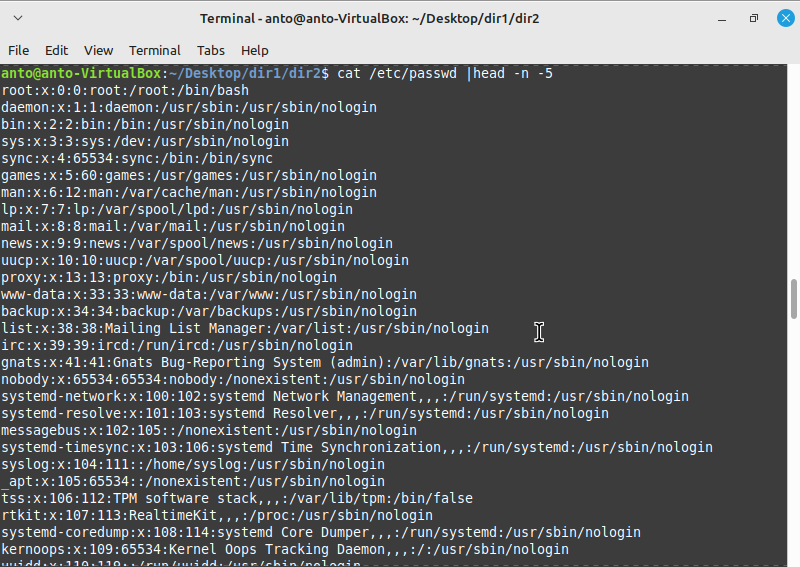 Terminal - anto@anto-VirtualBox: ~/Desktop/dir1/dir2
File Edit View Terminal Tabs Help
anto@anto-VirtualBox:~/Desktop/dir1/dir2$ cat /etc/passwd |head -n -5
root:x:0:0:root:/root:/bin/bash
daemon:x:1:1:daemon:/usr/sbin:/usr/sbin/nologin
bin:x:2:2:bin:/bin:/usr/sbin/nologin
sys:x:3:3:sys:/dev:/usr/sbin/nologin
sync:x:4:65534:sync:/bin:/bin/sync
games:x:5:60:games:/usr/games:/usr/sbin/nologin
man:x:6:12:man:/var/cache/man:/usr/sbin/nologin
lp:x:7:7:lp:/var/spool/lpd:/usr/sbin/nologin
mail:x:8:8:mail:/var/mail:/usr/sbin/nologin
news:x:9:9:news:/var/spool/news:/usr/sbin/nologin
uucp:x:10:10:uucp:/var/spool/uucp:/usr/sbin/nologin
proxy:x:13:13:proxy:/bin:/usr/sbin/nologin
www-data:x:33:33:www-data:/var/www:/usr/sbin/nologin
backup:x:34:34:backup:/var/backups:/usr/sbin/nologin
list:x:38:38:Mailing List Manager:/var/list:/usr/sbin/nologin
irc:x:39:39:ircd:/run/ircd:/usr/sbin/nologin
gnats:x:41:41:Gnats Bug-Reporting System (admin):/var/lib/gnats:/usr/sbin/nologin
nobody:x:65534:65534:nobody:/nonexistent:/usr/sbin/nologin
systemd-network:x:100:102:systemd Network Management,,,:/run/systemd:/usr/sbin/nologin
systemd-resolve:x:101:103:systemd Resolver,,,:/run/systemd:/usr/sbin/nologin
messagebus:x:102:105::/nonexistent:/usr/sbin/nologin
systemd-timesync:x:103:106:systemd Time Synchronization,,,:/run/systemd:/usr/sbin/nologin
syslog:x:104:111::/home/syslog:/usr/sbin/nologin
_apt:x:105:65534::/nonexistent:/usr/sbin/nologin
tss:x:106:112:TPM software stack,,,:/var/lib/tpm:/bin/false
rtkit:x:107:113:RealtimeKit,,,:/proc:/usr/sbin/nologin
systemd-coredump:x:108:114:systemd Core Dumper,,,:/run/systemd:/usr/sbin/nologin
kernoops:x:109:65534:Kernel Oops Tracking Daemon,,,:/:/usr/sbin/nologin